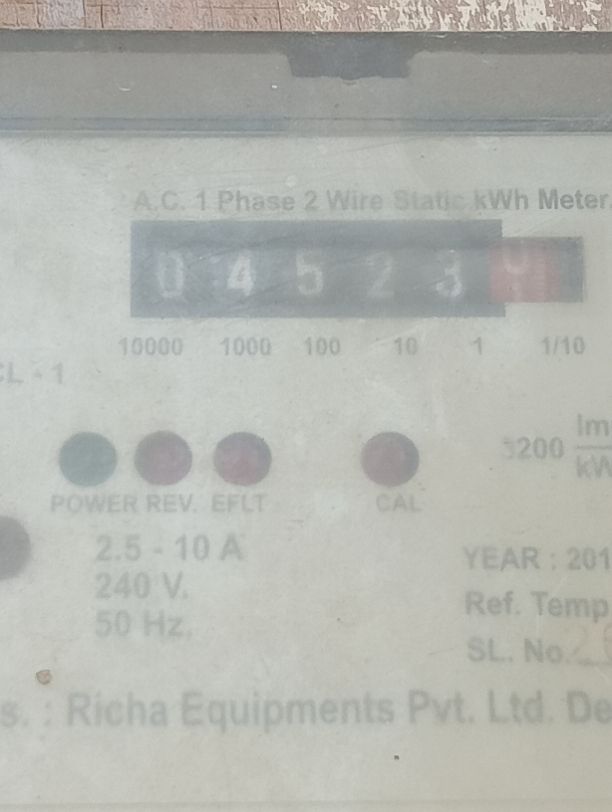 A.C. 1 Phase 2 Wire Static kWh Meter
0 4 5 2 3
10000 1000 100 10 1 1/10
CL - 1
3200 Im
kW
POWER REV. EFLT CAL
2.5 - 10 A
240 V.
50 Hz.
YEAR : 201
Ref. Temp
SL. No.
s. : Richa Equipments Pvt. Ltd. De